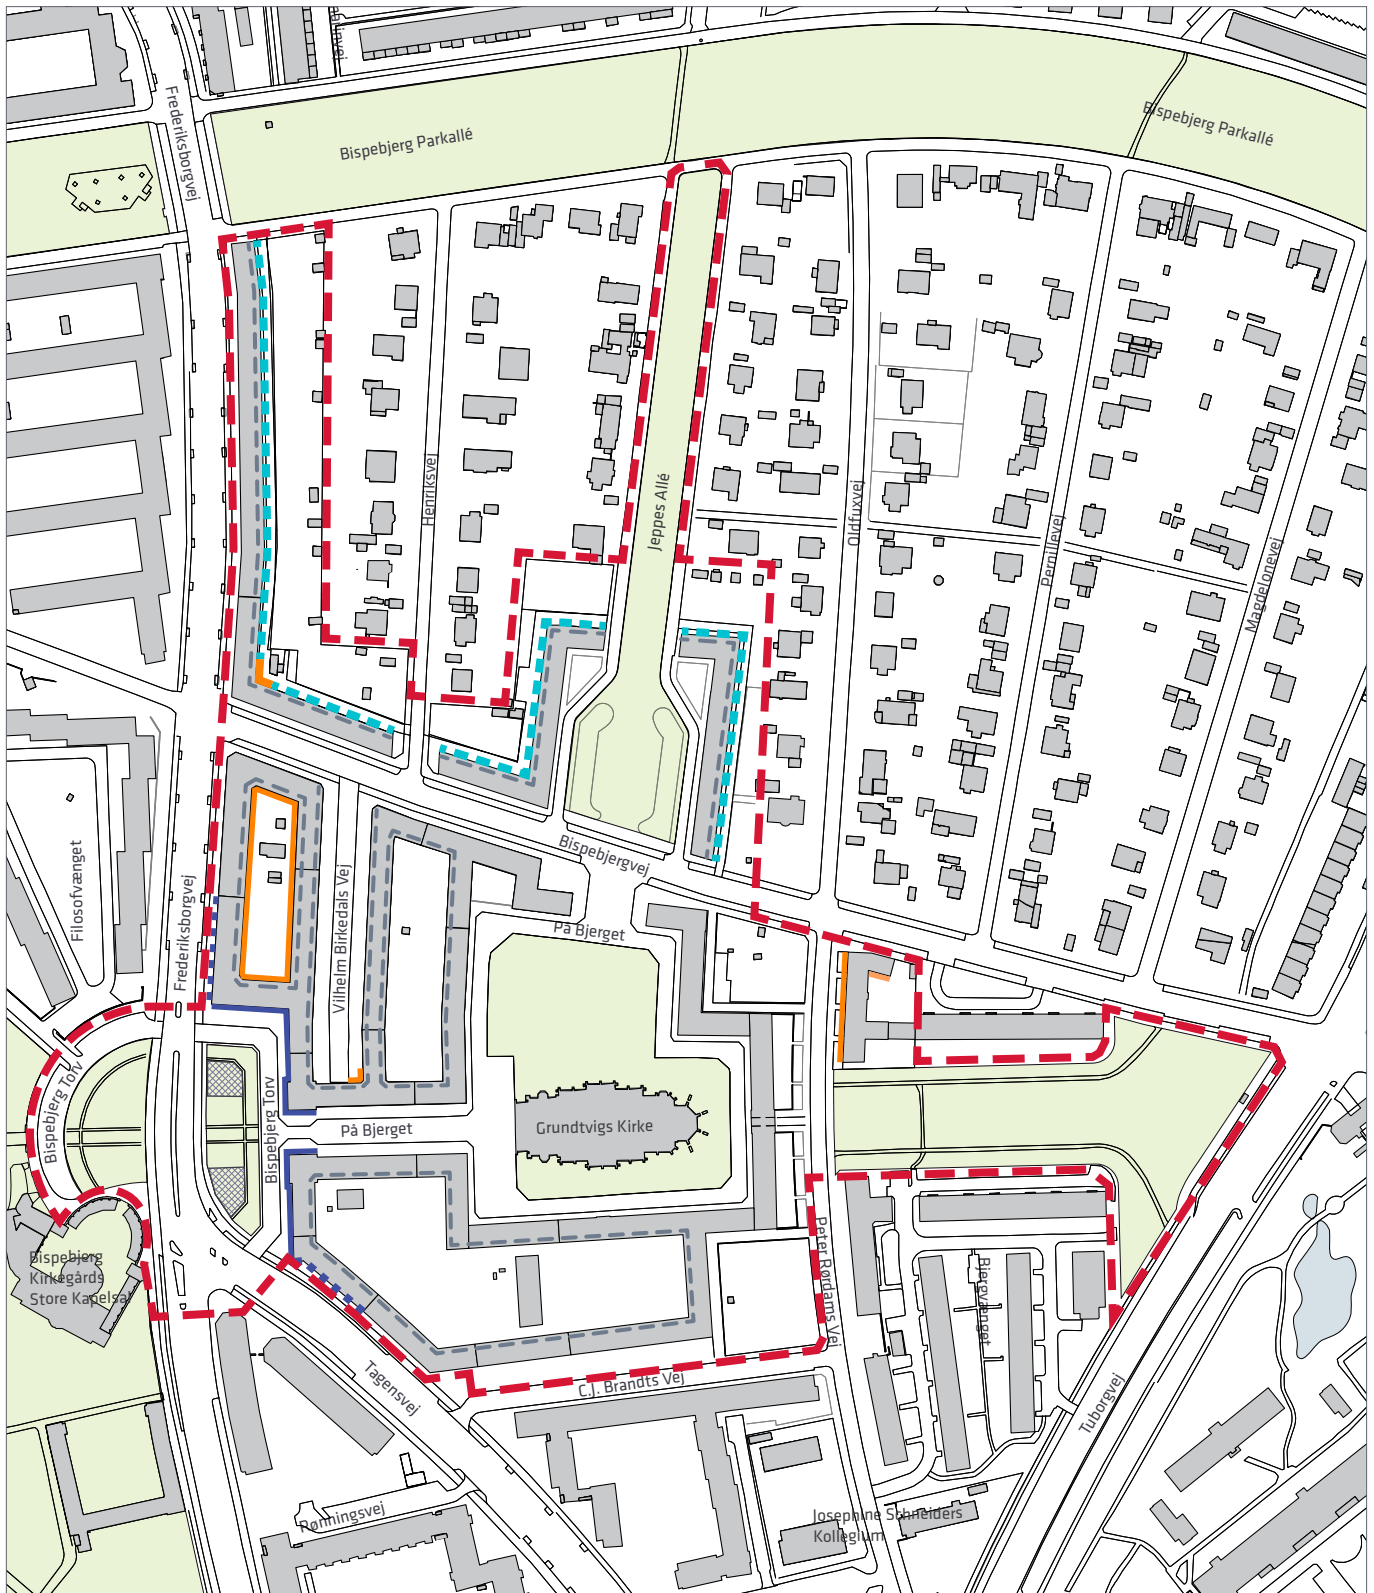 Frederiksborgvej
Bispebjerg Parkallé
Bispebjerg Parkallé
Henriksvej
Jeppes Allé
Oldfuxvej
Pernillevej
Magdelonevej
Filosofvænget
Frederiksborgvej
Vilhelm Birkedals Vej
Bispebjergvej
På Bjerget
Bispebjerg Torv
Bispebjerg Torv
På Bjerget
Grundtvigs Kirke
Bispebjerg
Kirkegårds
Store Kapelsal
Peter Rørdams Vej
Bjergvænget
Tagensvej
C.J. Brandts Vej
Tuborgvej
Rønningsvej
Josephine Schneiders
Kollegium